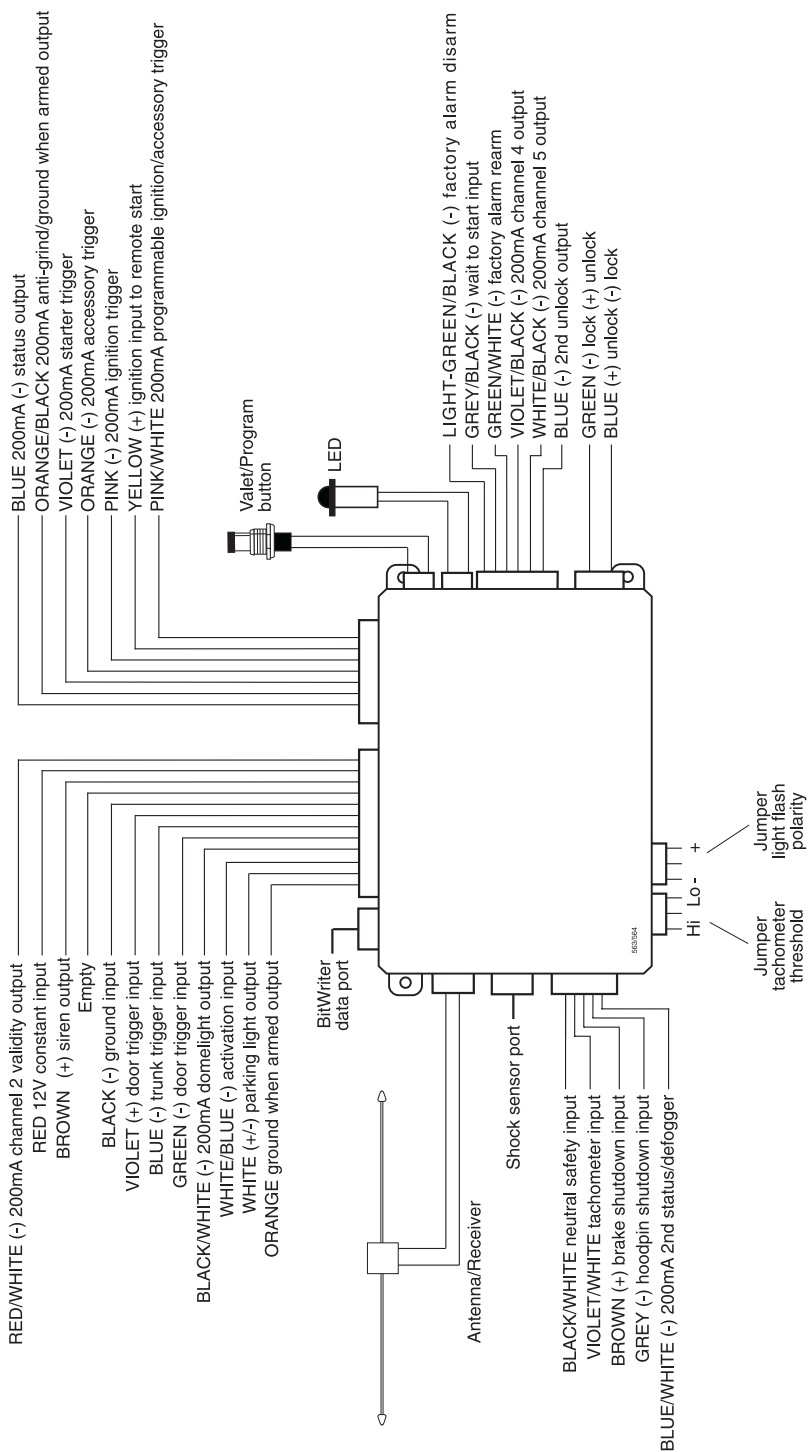 RED/WHITE (-) 200mA channel 2 validity output
RED 12V constant input
BROWN (+) siren output
Empty
BLACK (-) ground input
VIOLET (+) door trigger input
BLUE (-) trunk trigger input
GREEN (-) door trigger input
BLACK/WHITE (-) 200mA domelight output
WHITE/BLUE (-) activation input
WHITE (+/-) parking light output
ORANGE ground when armed output
BLUE 200mA (-) status output
ORANGE/BLACK 200mA anti-grind/ground when armed output
VIOLET (-) 200mA starter trigger
ORANGE (-) 200mA accessory trigger
PINK (-) 200mA ignition trigger
YELLOW (+) ignition input to remote start
PINK/WHITE 200mA programmable ignition/accessory trigger
BitWriter
data port
Valet/Program
button
LED
Antenna/Receiver
Shock sensor port
LIGHT-GREEN/BLACK (-) factory alarm disarm
GREY/BLACK (-) wait to start input
GREEN/WHITE (-) factory alarm rearm
VIOLET/BLACK (-) 200mA channel 4 output
WHITE/BLACK (-) 200mA channel 5 output
BLUE (-) 2nd unlock output
GREEN (-) lock (+) unlock
BLUE (+) unlock (-) lock
BLACK/WHITE neutral safety input
VIOLET/WHITE tachometer input
BROWN (+) brake shutdown input
GREY (-) hoodpin shutdown input
BLUE/WHITE (-) 200mA 2nd status/defogger
563/564
Hi Lo - +
Jumper
tachometer
threshold
Jumper
light flash
polarity